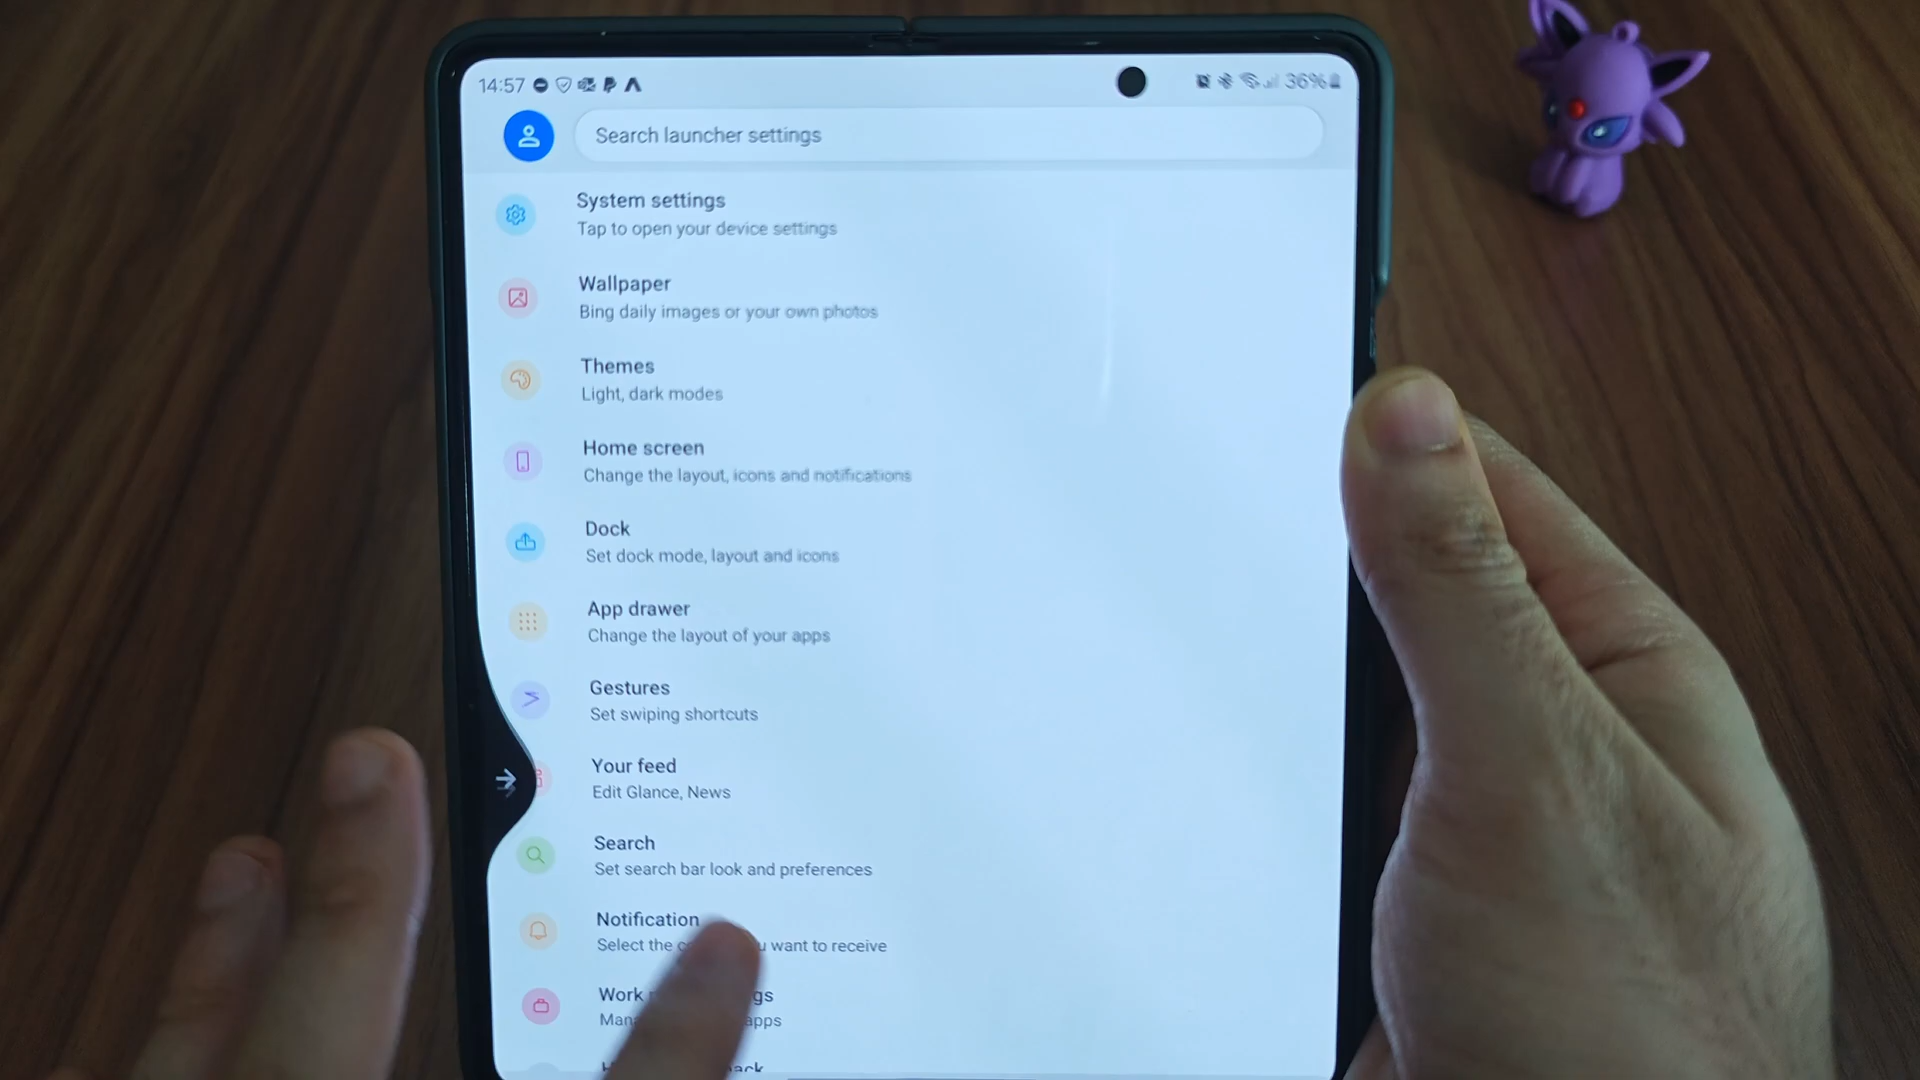 14:57 36%
Search launcher settings
System settings
Tap to open your device settings
Wallpaper
Bing daily images or your own photos
Themes
Light, dark modes
Home screen
Change the layout, icons and notifications
Dock
Set dock mode, layout and icons
App drawer
Change the layout of your apps
Gestures
Set swiping shortcuts
Your feed
Edit Glance, News
Search
Set search bar look and preferences
Notification
Select the want to receive
Work
apps